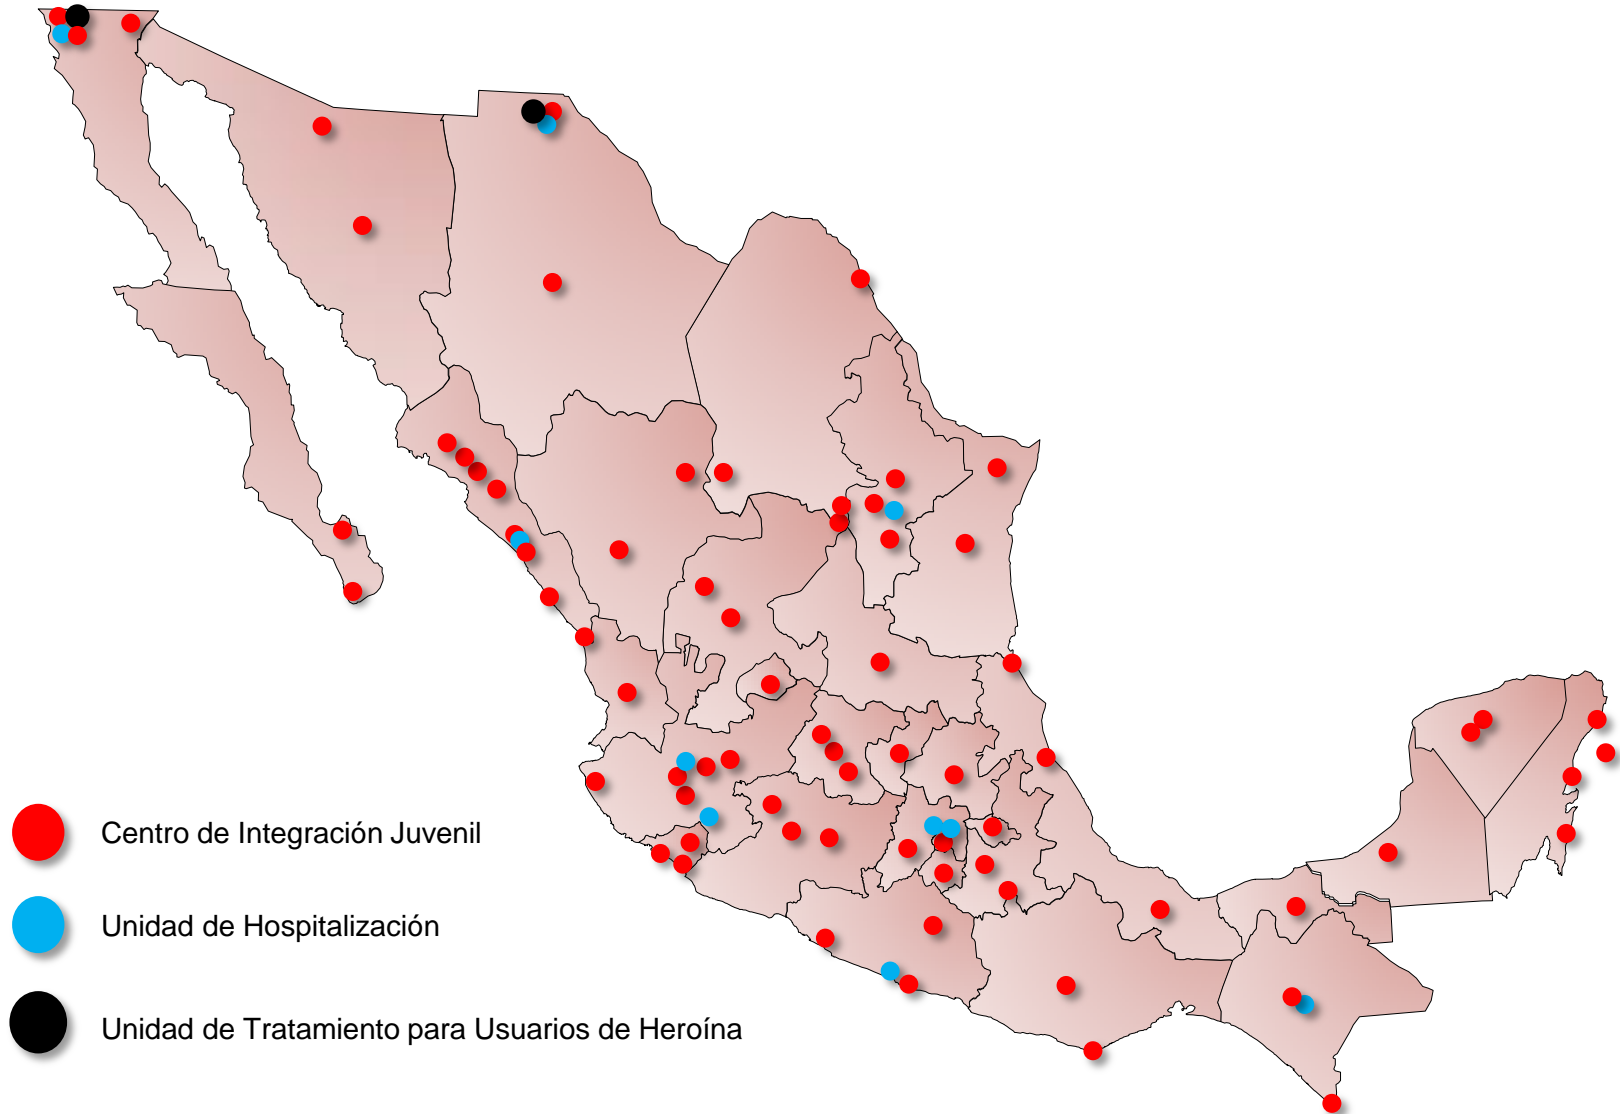 Centro de Integración Juvenil
Unidad de Hospitalización
Unidad de Tratamiento para Usuarios de Heroína